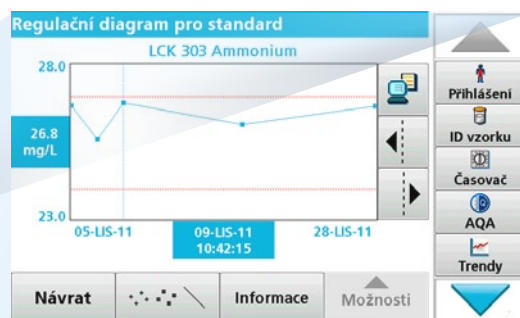 Regulační diagram pro standard
LCK 303 Ammonium
28.0
26.8
mg/L
23.0
05-LIS-11
09-LIS-11
10:42:15
28-LIS-11
Návrat
Informace
Možnosti
Přihlášení
ID vzorku
Časovač
AQA
Trendy